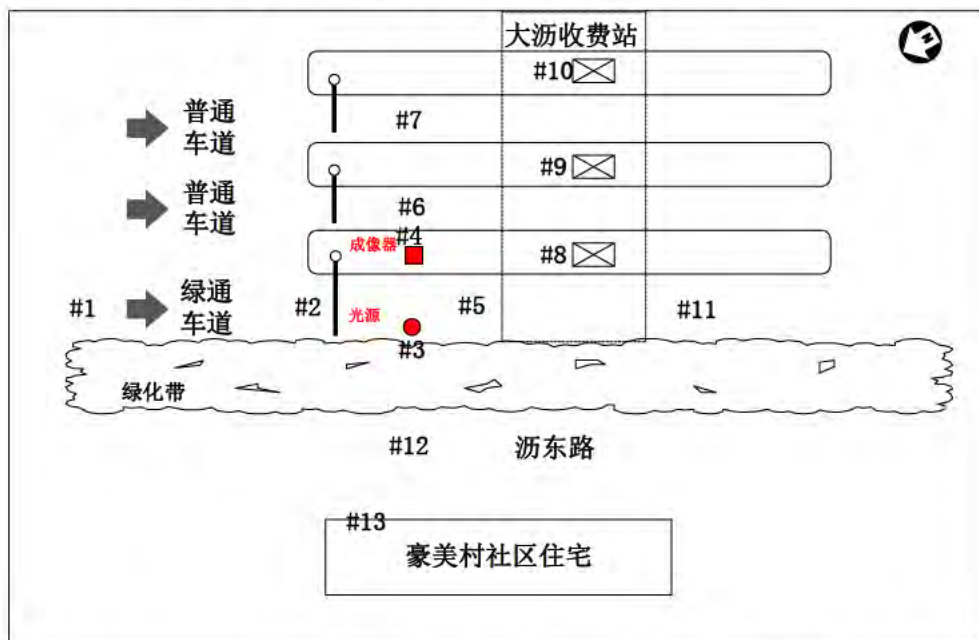 大沥收费站
N
#10
普通
车道
#7
#9
普通
车道
#6
#4
成像器
#8
绿通
车道
#1
#2
#5
#11
光源
#3
绿化带
#12
沥东路
#13
豪美村社区住宅